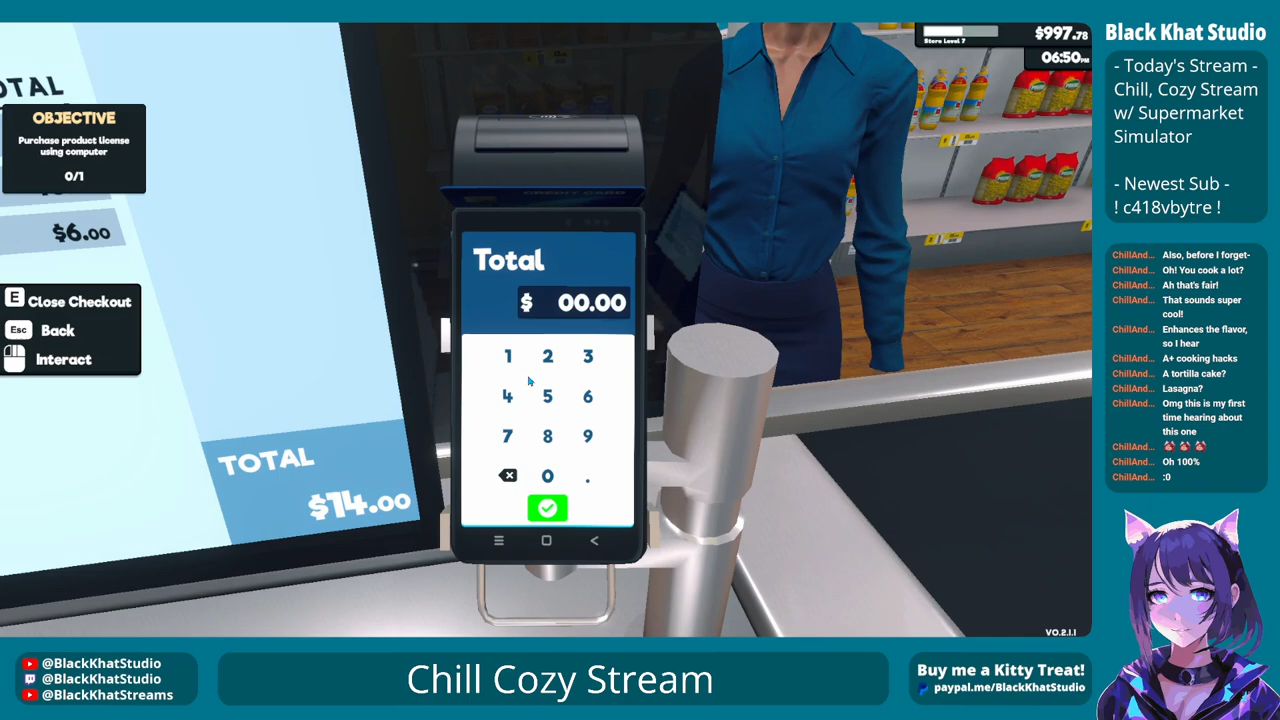 OTAL
OBJECTIVE
Purchase product license
using computer
0/1
$6.00
E Close Checkout
Esc Back
Interact
TOTAL
$14.00
CREDIT CARD
Total
$ 00.00
1 2 3
4 5 6
7 8 9
0 .
Store Level 7
$997.78
06:50PM
V0.2.1.1
Black Khat Studio
- Today's Stream -
Chill, Cozy Stream
w/ Supermarket
Simulator
- Newest Sub -
! c418vbytre !
ChillAnd... Also, before I forget-
ChillAnd... Oh! You cook a lot?
ChillAnd... Ah that's fair!
ChillAnd... That sounds super
cool!
ChillAnd... Enhances the flavor,
so I hear
ChillAnd... A+ cooking hacks
ChillAnd... A tortilla cake?
ChillAnd... Lasagna?
ChillAnd... Omg this is my first
time hearing about
this one
ChillAnd...
ChillAnd... Oh 100%
ChillAnd... :0
@BlackKhatStudio
@BlackKhatStudio
@BlackKhatStreams
Chill Cozy Stream
Buy me a Kitty Treat!
paypal.me/BlackKhatStudio